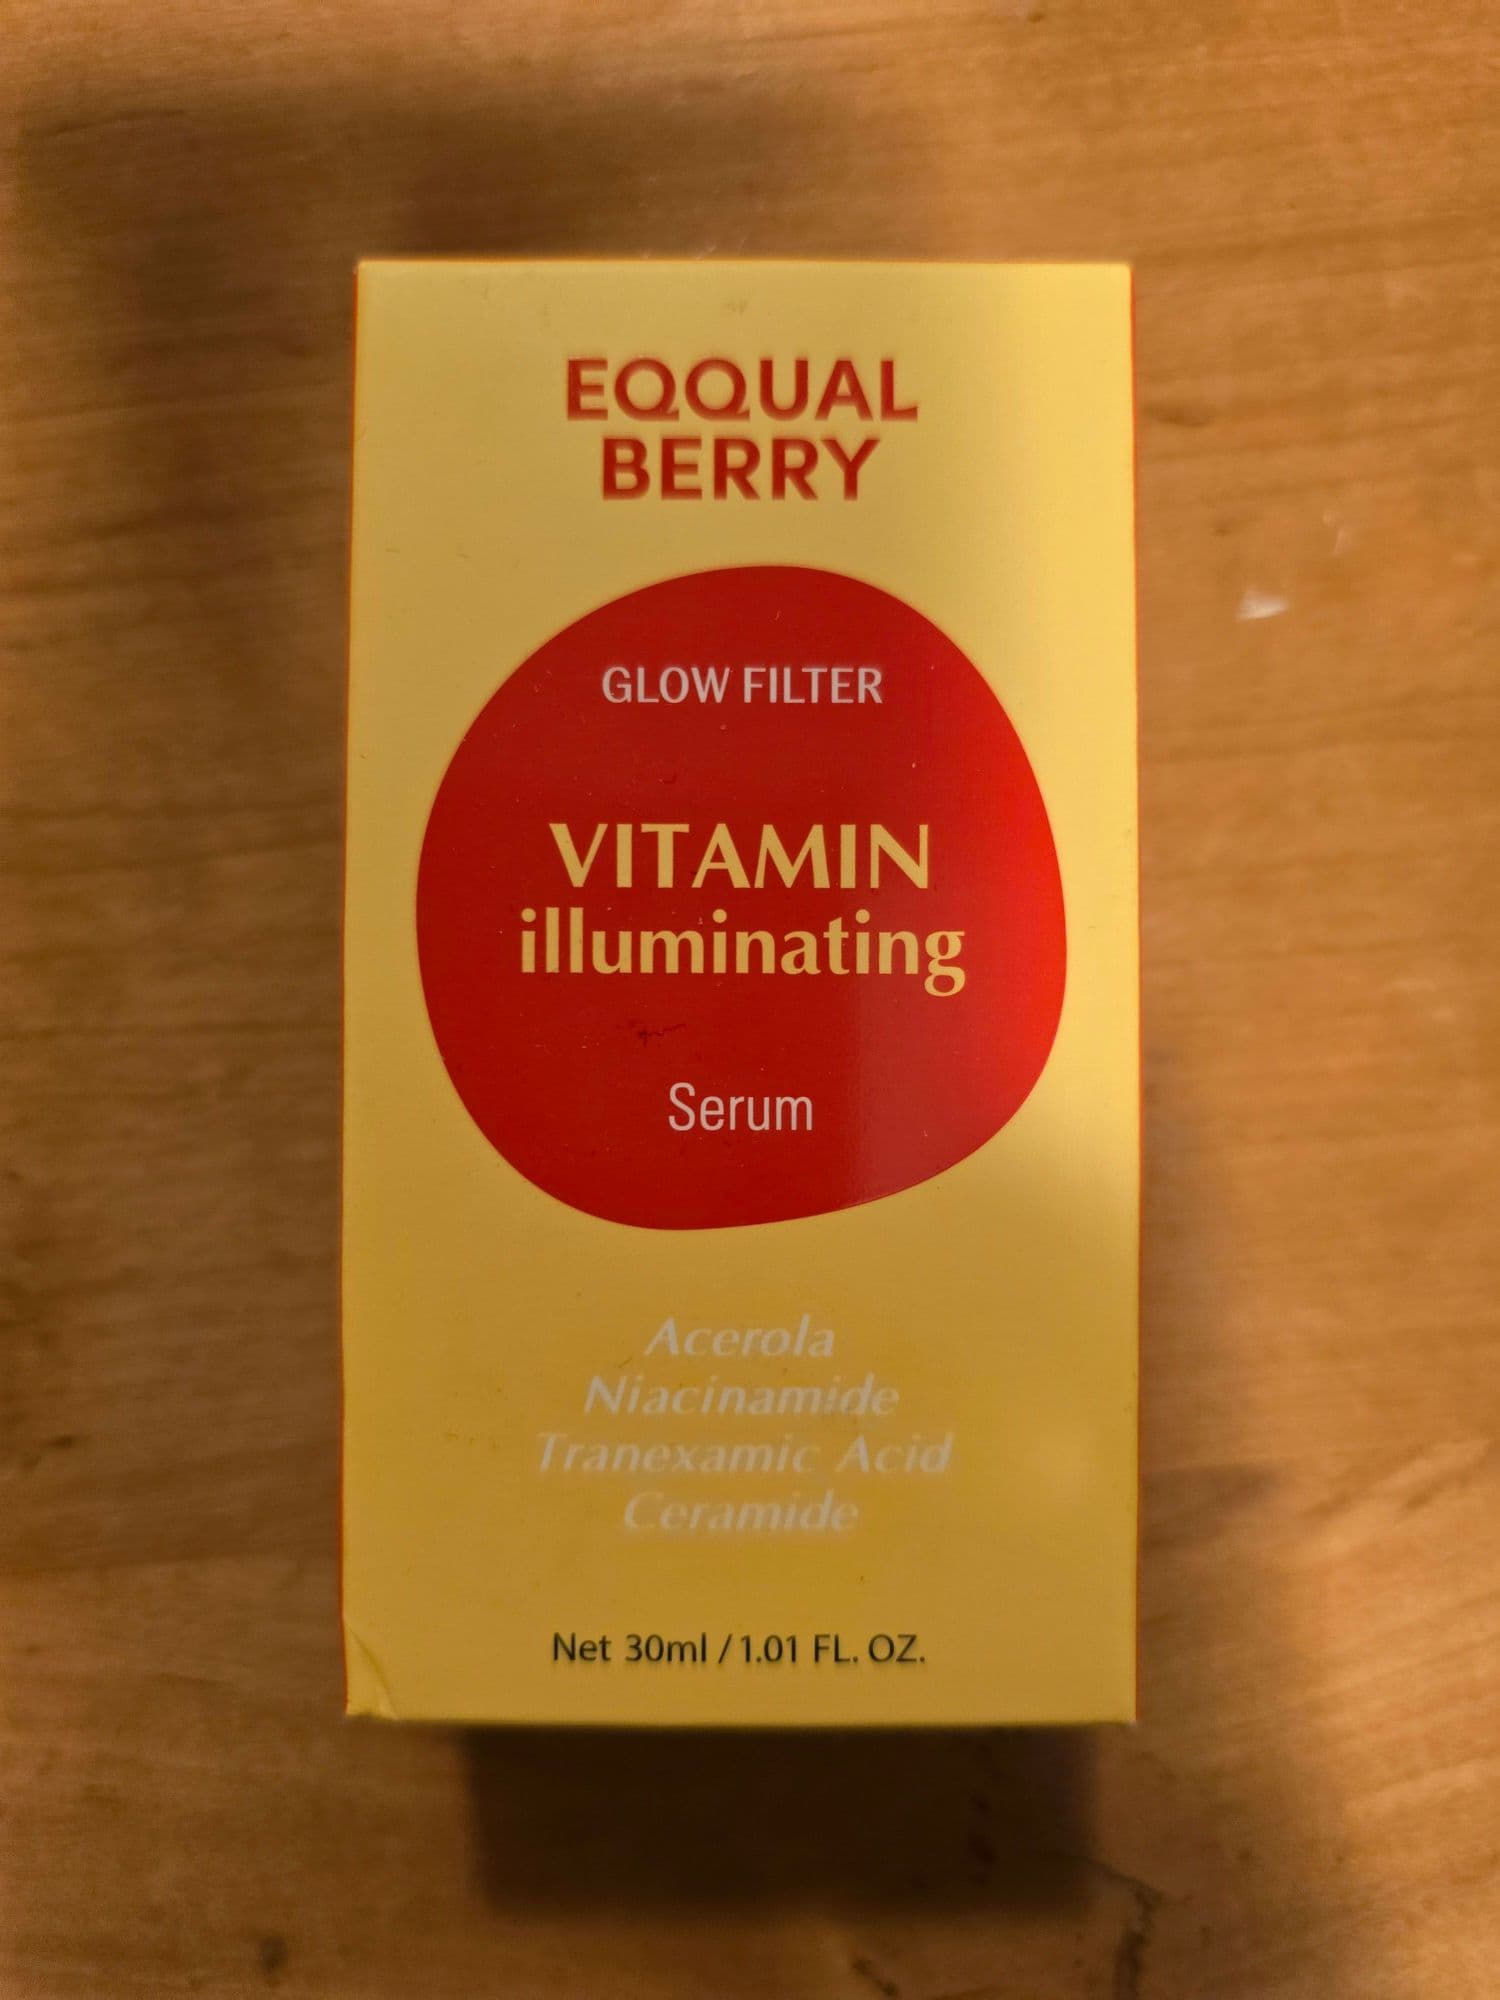 EQQUAL
BERRY
GLOW FILTER
VITAMIN
illuminating
Serum
Acerola
Niacinamide
Tranexamic Acid
Ceramide
Net 30ml / 1.01 FL. OZ.